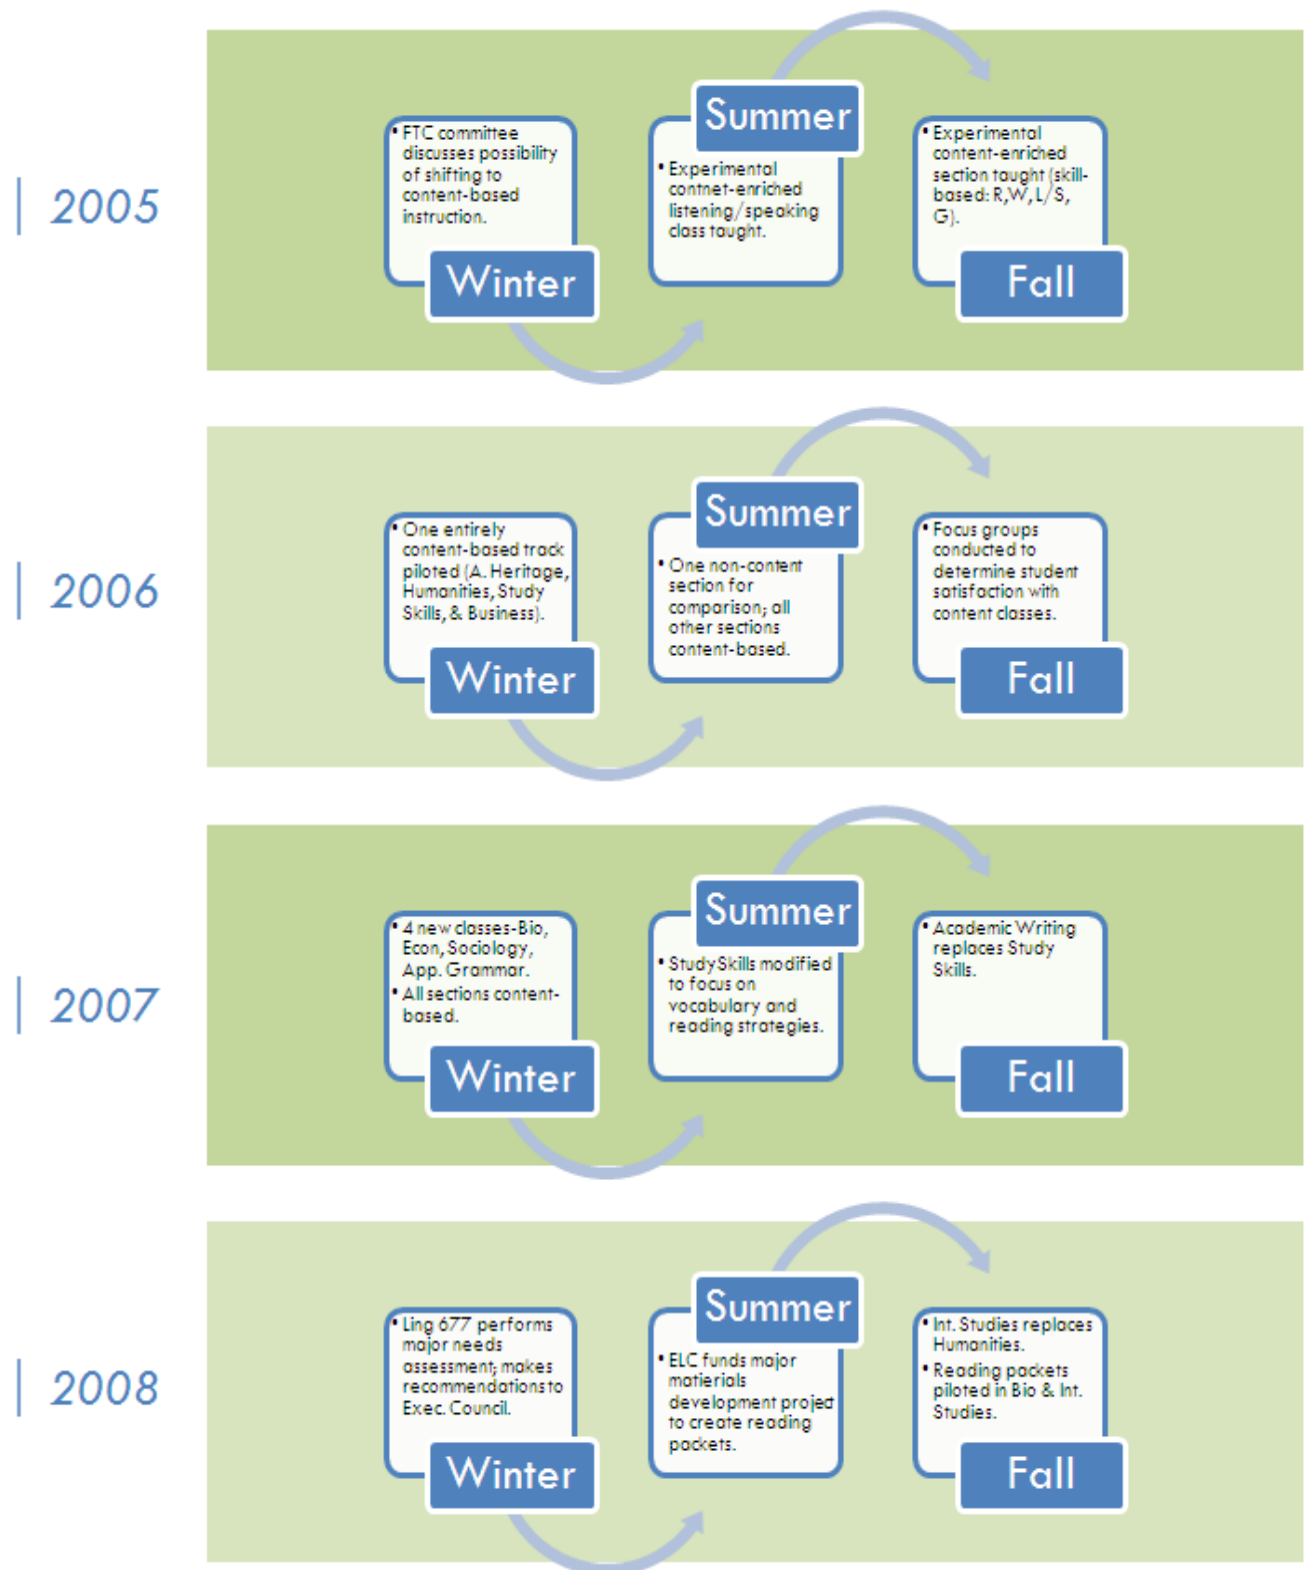 2005
• FTC committee
discusses possibility
of shifting to
content-based
instruction.
Winter
Summer
• Experimental
contnet-enriched
listening/speaking
class taught.
• Experimental
content-enriched
section taught (skill-
based: R,W, L/S,
G).
Fall
2006
• One entirely
content-based track
piloted (A. Heritage,
Humanities, Study
Skills, & Business).
Winter
Summer
• One non-content
section for
comparison; all
other sections
content-based.
• Focus groups
conducted to
determine student
satisfaction with
content classes.
Fall
2007
• 4 new classes-Bio,
Econ, Sociology,
App. Grammar.
• All sections content-
based.
Winter
Summer
• Study Skills modified
to focus on
vocabulary and
reading strategies.
• Academic Writing
replaces Study
Skills.
Fall
2008
• Ling 677 performs
major needs
assessment; makes
recommendations to
Exec. Council.
Winter
Summer
• ELC funds major
matierials
development project
to create reading
packets.
• Int. Studies replaces
Humanities.
• Reading packets
piloted in Bio & Int.
Studies.
Fall